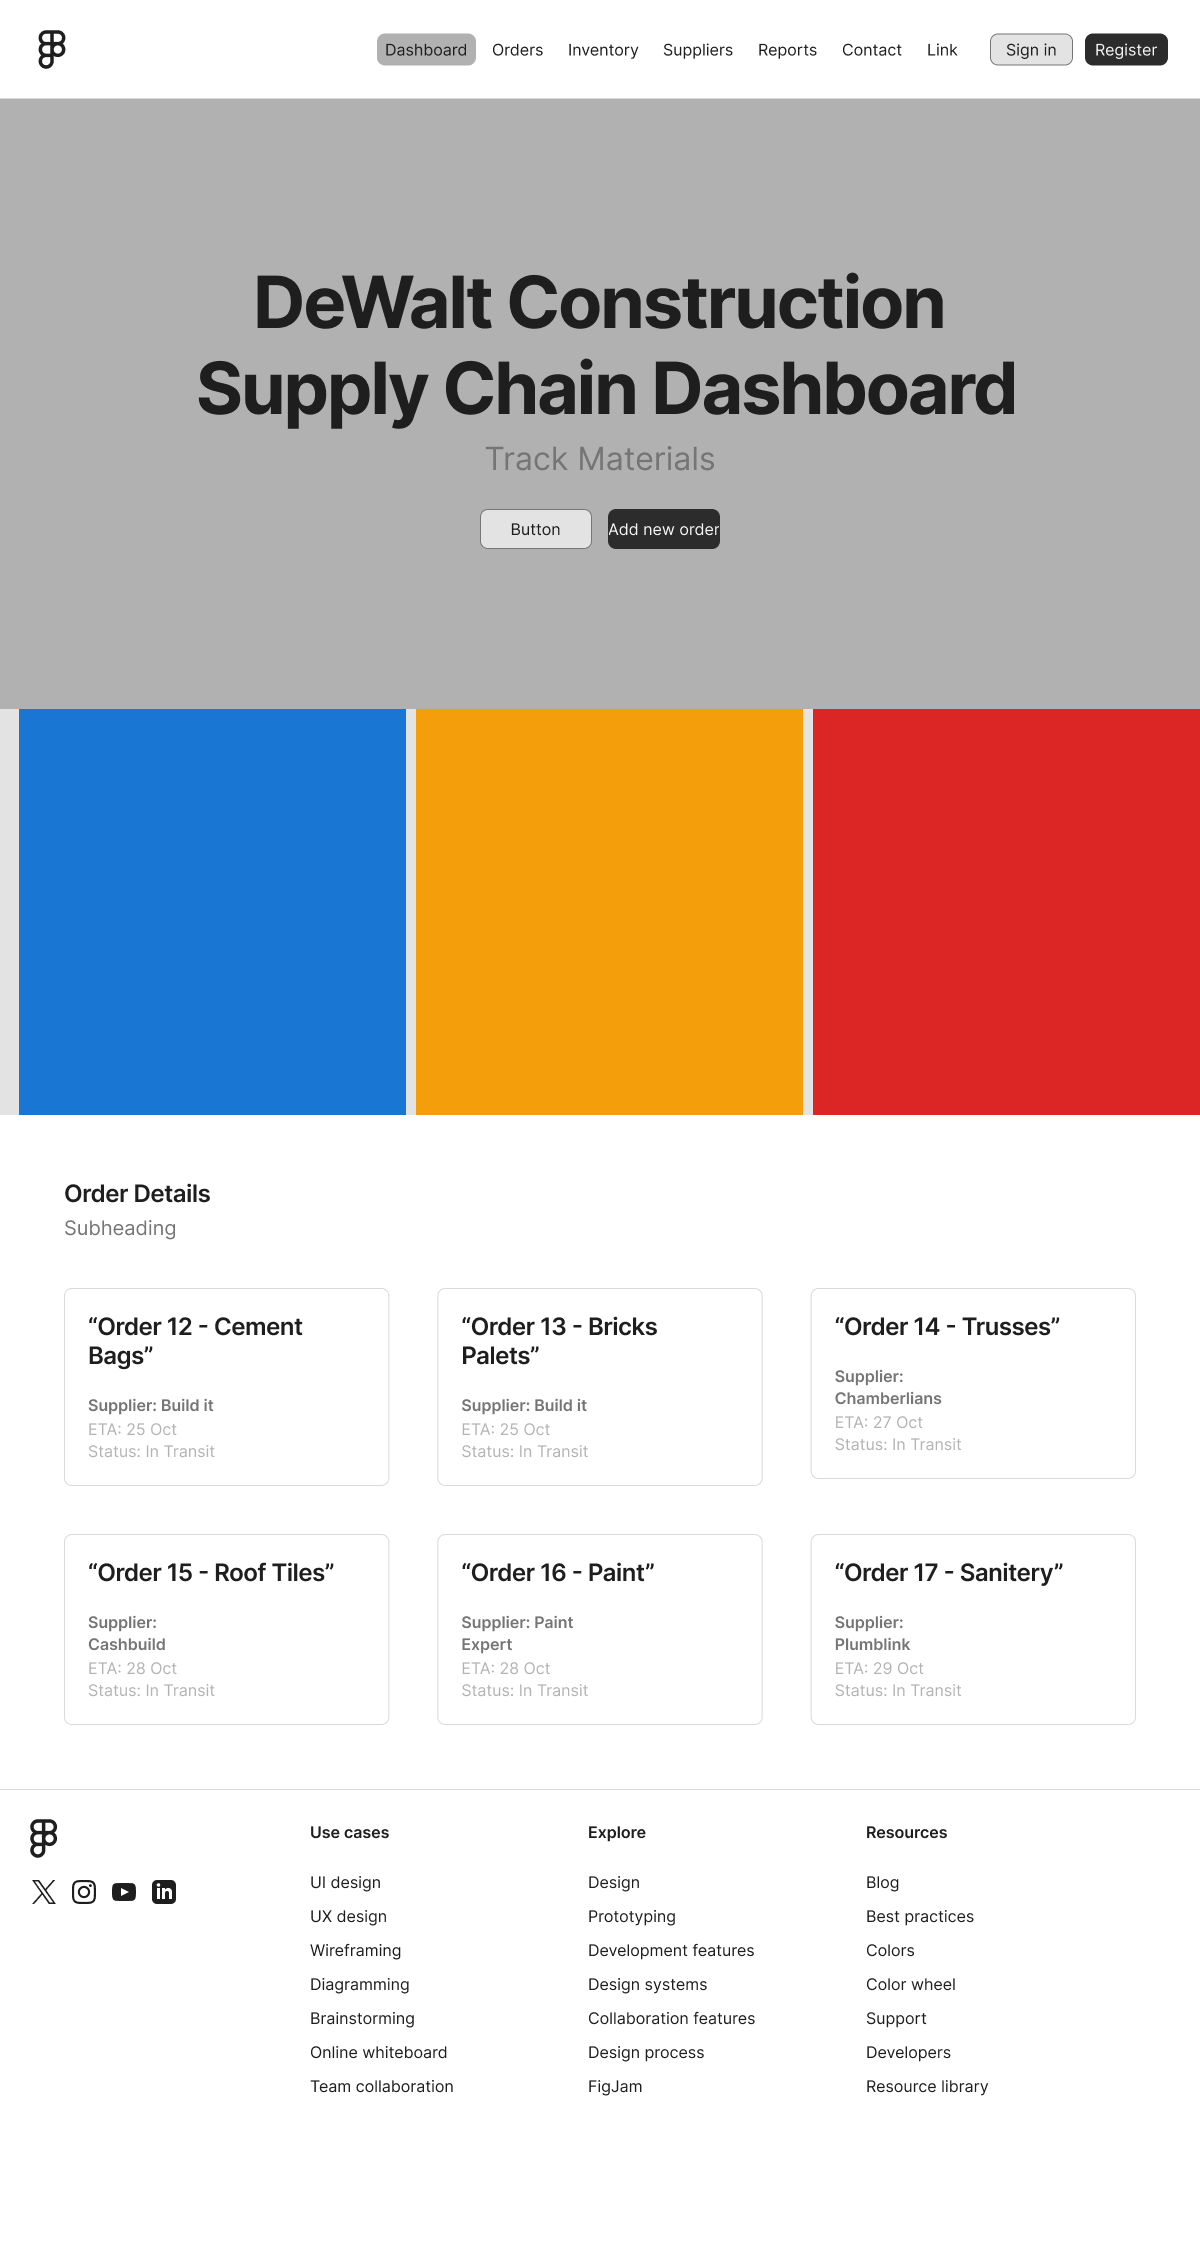 Dashboard Orders Inventory Suppliers Reports Contact Link Sign in Register
DeWalt Construction
Supply Chain Dashboard
Track Materials
Button Add new order
Order Details
Subheading
“Order 12 - Cement
Bags”
Supplier: Build it
ETA: 25 Oct
Status: In Transit
“Order 13 - Bricks
Palets”
Supplier: Build it
ETA: 25 Oct
Status: In Transit
“Order 14 - Trusses”
Supplier:
Chamberlians
ETA: 27 Oct
Status: In Transit
“Order 15 - Roof Tiles”
Supplier:
Cashbuild
ETA: 28 Oct
Status: In Transit
“Order 16 - Paint”
Supplier: Paint
Expert
ETA: 28 Oct
Status: In Transit
“Order 17 - Sanitery”
Supplier:
Plumblink
ETA: 29 Oct
Status: In Transit
Use cases
UI design
UX design
Wireframing
Diagramming
Brainstorming
Online whiteboard
Team collaboration
Explore
Design
Prototyping
Development features
Design systems
Collaboration features
Design process
FigJam
Resources
Blog
Best practices
Colors
Color wheel
Support
Developers
Resource library